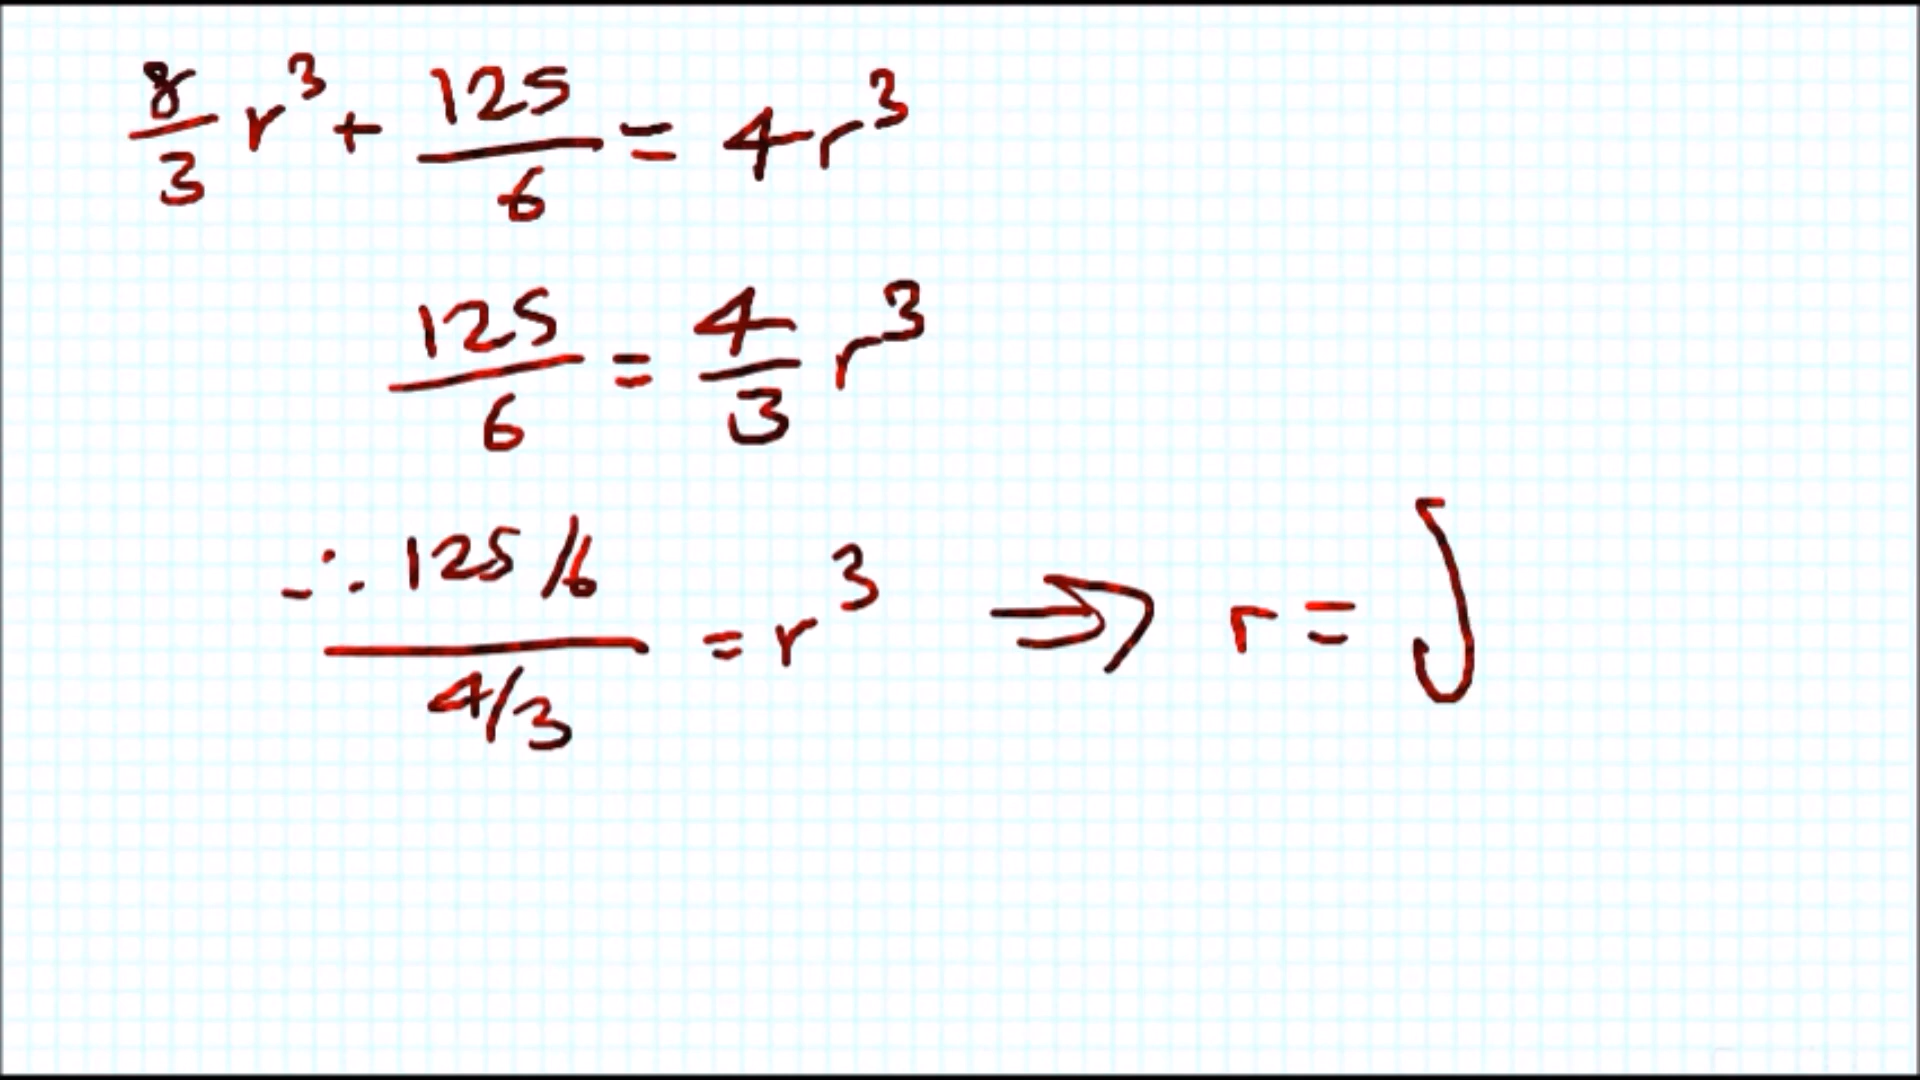 8/3 r³ + 125/6 = 4r³
125/6 = 4/3 r³
∴ (125/6)/(4/3) = r³ ⇒ r =